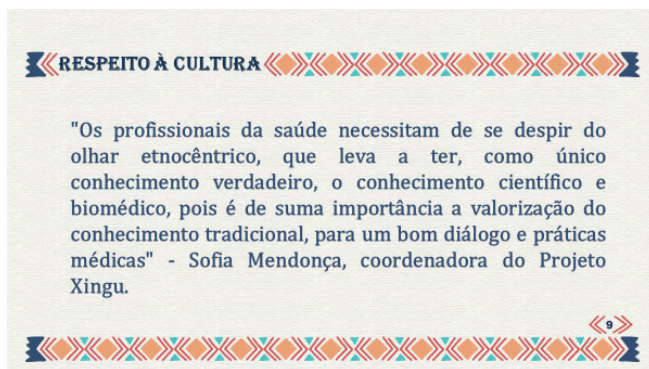 RESPEITO À CULTURA
"Os profissionais da saúde necessitam de se despir do
olhar etnocêntrico, que leva a ter, como único
conhecimento verdadeiro, o conhecimento científico e
biomédico, pois é de suma importância a valorização do
conhecimento tradicional, para um bom diálogo e práticas
médicas" - Sofia Mendonça, coordenadora do Projeto
Xingu.
9